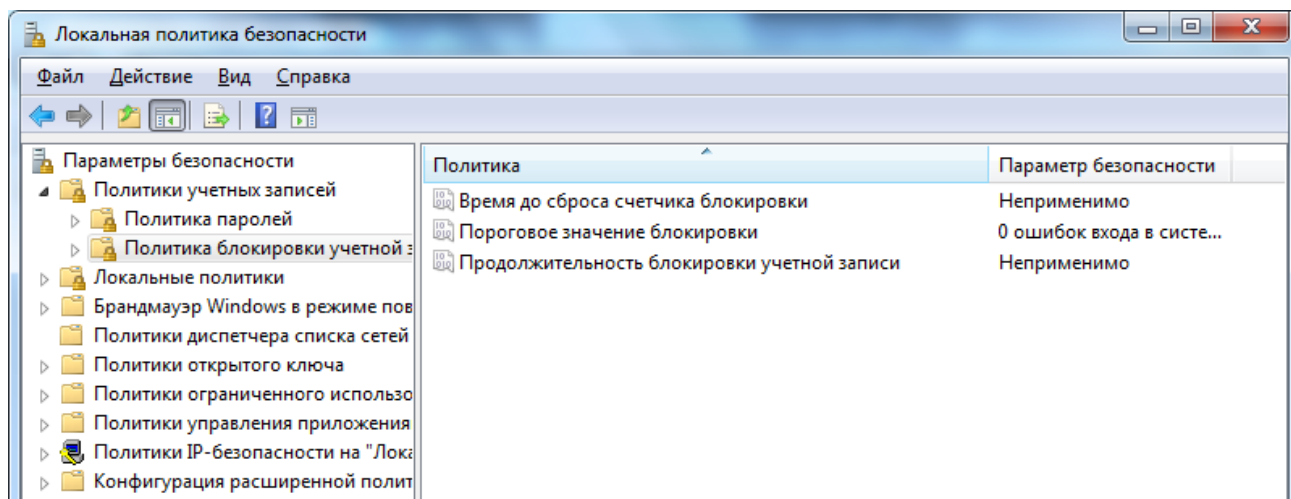 Локальная политика безопасности
Файл Действие Вид Справка
Параметры безопасности
Политики учетных записей
Политика паролей
Политика блокировки учетной з
Локальные политики
Брандмауэр Windows в режиме пов
Политики диспетчера списка сетей
Политики открытого ключа
Политики ограниченного использо
Политики управления приложения
Политики IP-безопасности на "Лока
Конфигурация расширенной полит
Политика Параметр безопасности
Время до сброса счетчика блокировки Неприменимо
Пороговое значение блокировки 0 ошибок входа в систе...
Продолжительность блокировки учетной записи Неприменимо